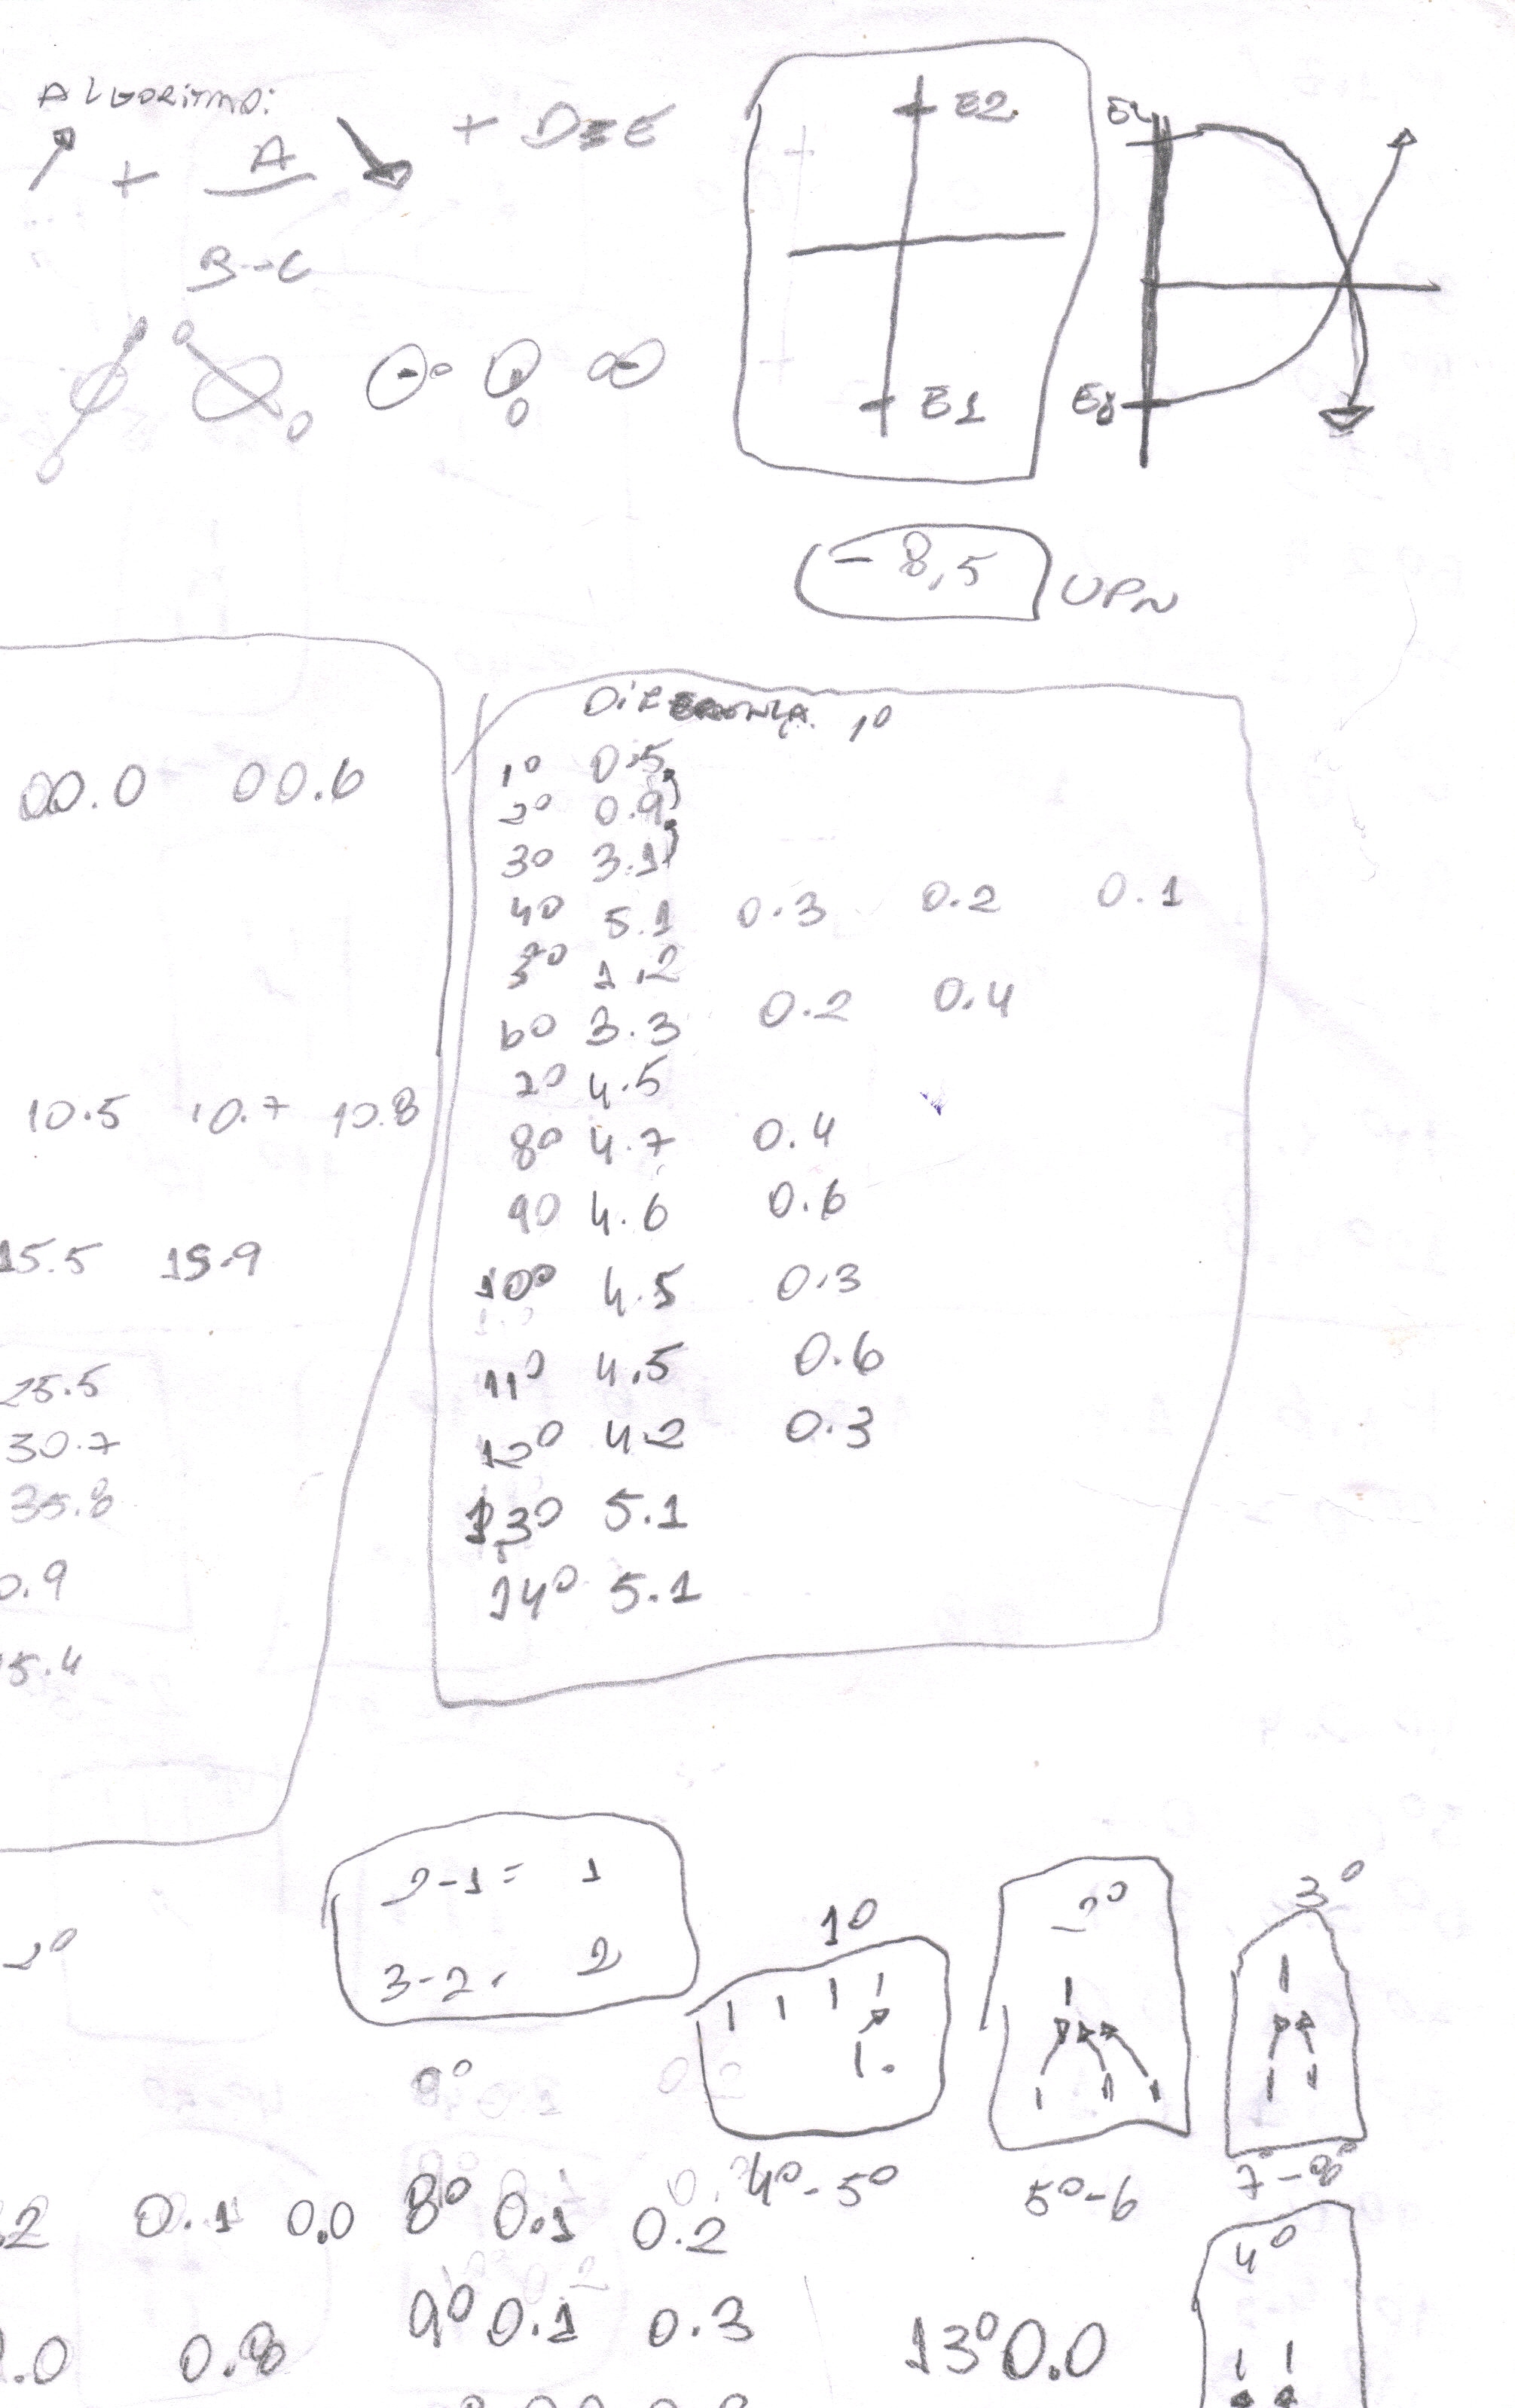 ALGORITMO:
+ A + D=E
B-C
E2
E1
-8,5 UPN
00.0 00.6
10.5 10.7 10.8
15.5 15.9
25.5
30.7
35.8
0.9
5.4
1º
1º 0.5
2º 0.9
3º 3.1
4º 5.1 0.3 0.2 0.1
5º 1.2
6º 3.3 0.2 0.4
7º 4.5
8º 4.7 0.4
9º 4.6 0.6
10º 4.5 0.3
11º 4.5 0.6
12º 4.2 0.3
13º 5.1
14º 5.1
2-1= 1
3-2= 2
2º
1º
4º-5º
2º
5º-6
3º
7º-8º
4º
2 0.1 0.0 8º 0.1 0.2
.0 0.8 9º 0.1 0.3 13º 0.0